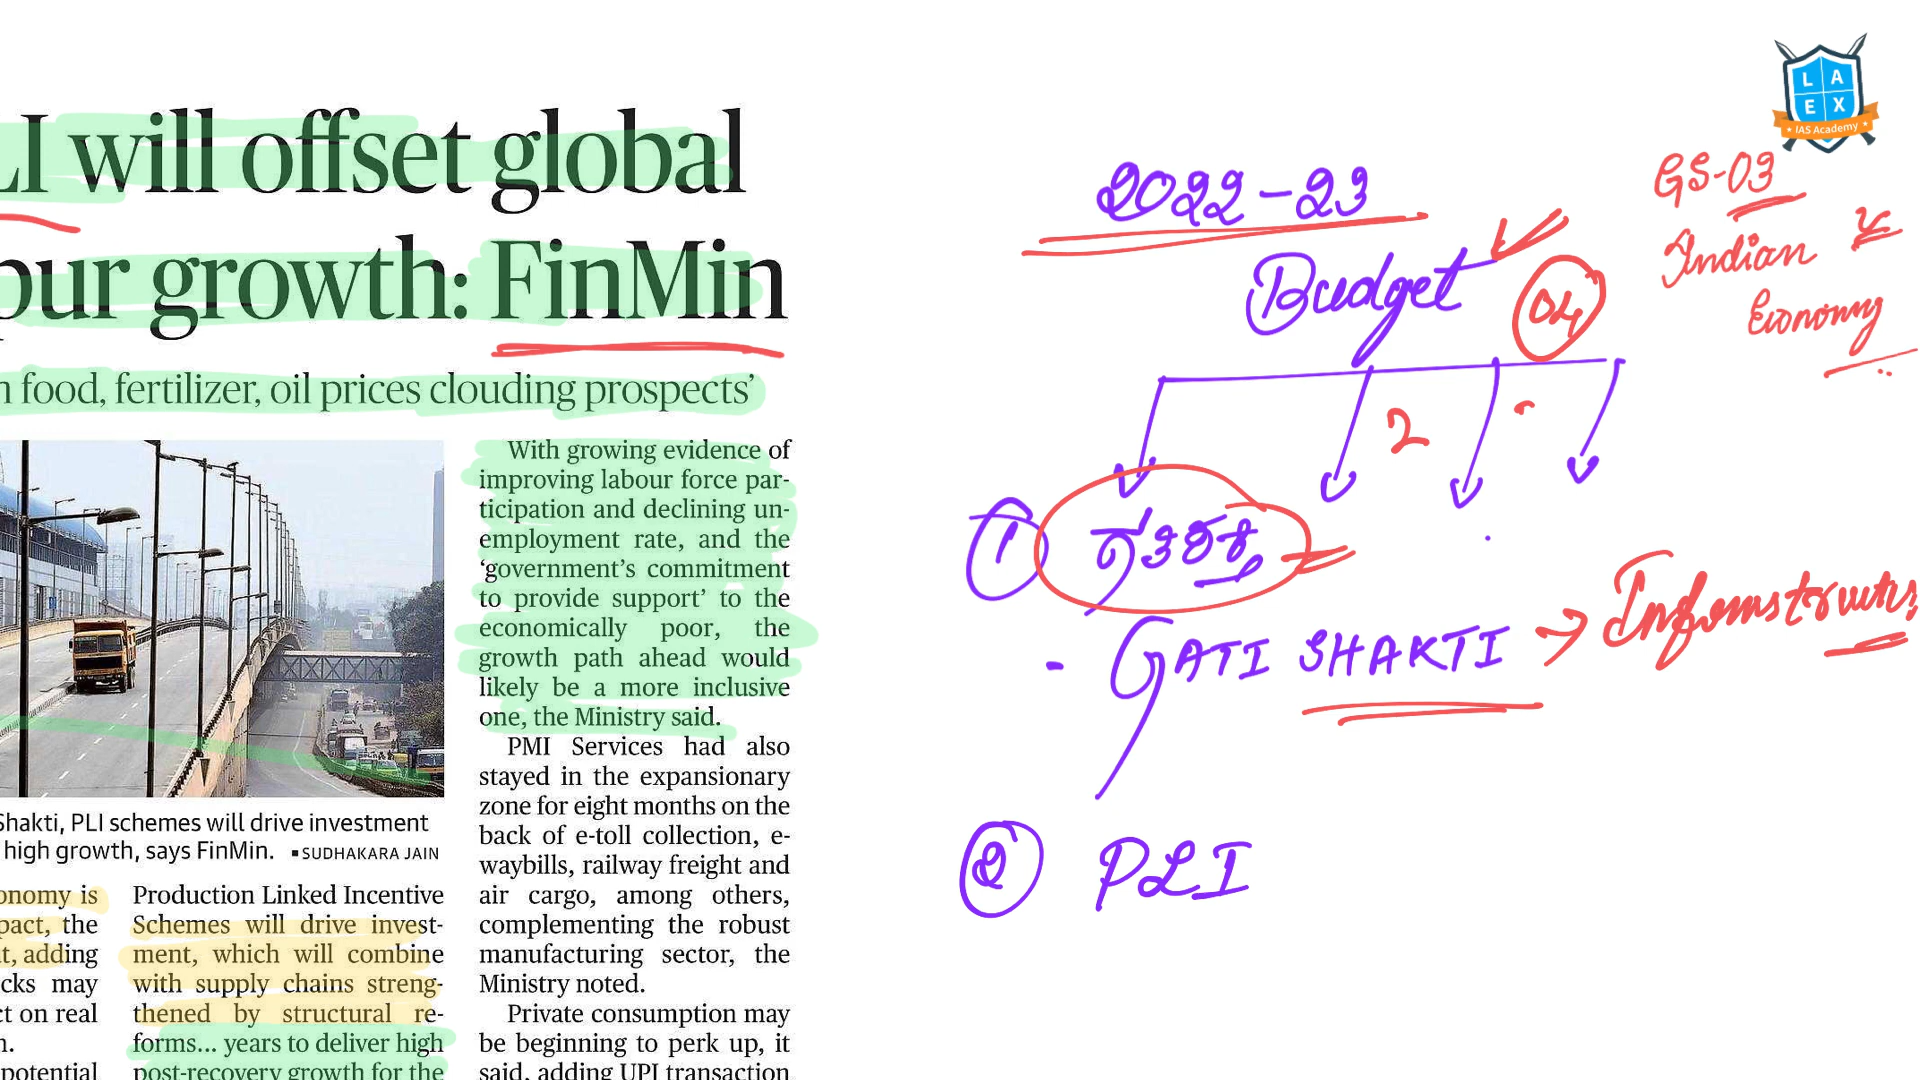 LI will offset global
pur growth: FinMin
n food, fertilizer, oil prices clouding prospects’
Shakti, PLI schemes will drive investment
high growth, says FinMin. ▪SUDHAKARA JAIN
onomy is
pact, the
t, adding
cks may
ct on real
n.
potential
Production Linked Incentive
Schemes will drive invest-
ment, which will combine
with supply chains streng-
thened by structural re-
forms... years to deliver high
post-recovery growth for the
With growing evidence of
improving labour force par-
ticipation and declining un-
employment rate, and the
‘government’s commitment
to provide support’ to the
economically poor, the
growth path ahead would
likely be a more inclusive
one, the Ministry said.
PMI Services had also
stayed in the expansionary
zone for eight months on the
back of e-toll collection, e-
waybills, railway freight and
air cargo, among others,
complementing the robust
manufacturing sector, the
Ministry noted.
Private consumption may
be beginning to perk up, it
said, adding UPI transaction
L A
E X
IAS Academy
GS-03
Indian
Economy
2022-23
Budget
04
2
1
- GATI SHAKTI →
2 PLI